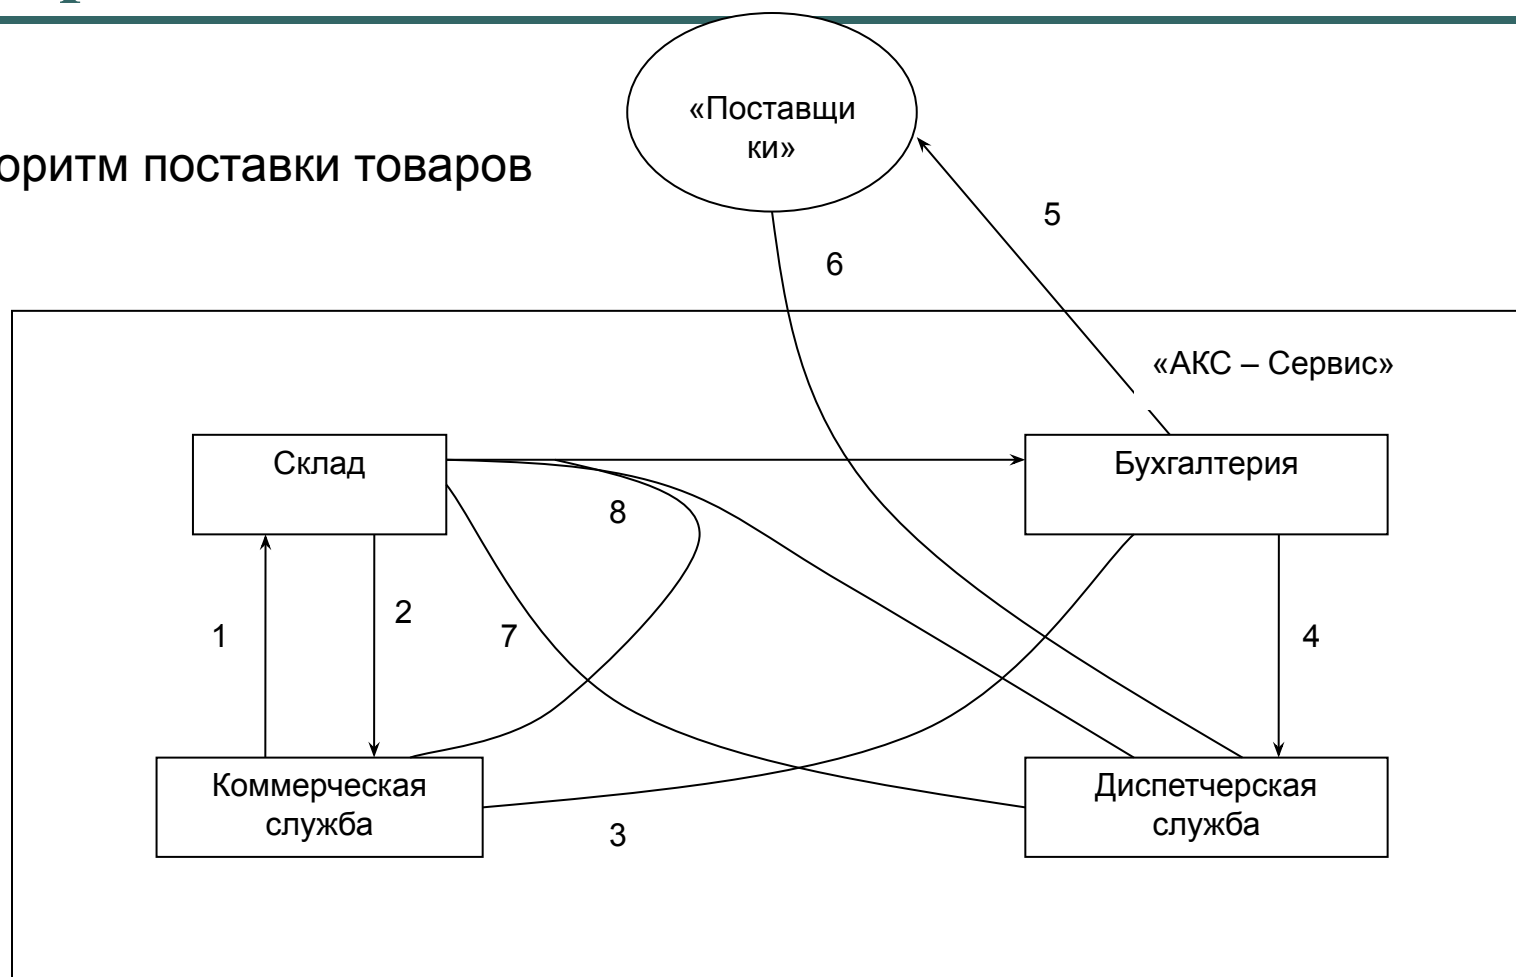 «Поставщи
ки»
оритм поставки товаров
5
6
«АКС – Сервис»
Склад
Бухгалтерия
8
2
1
7
4
Коммерческая
служба
Диспетчерская
служба
3